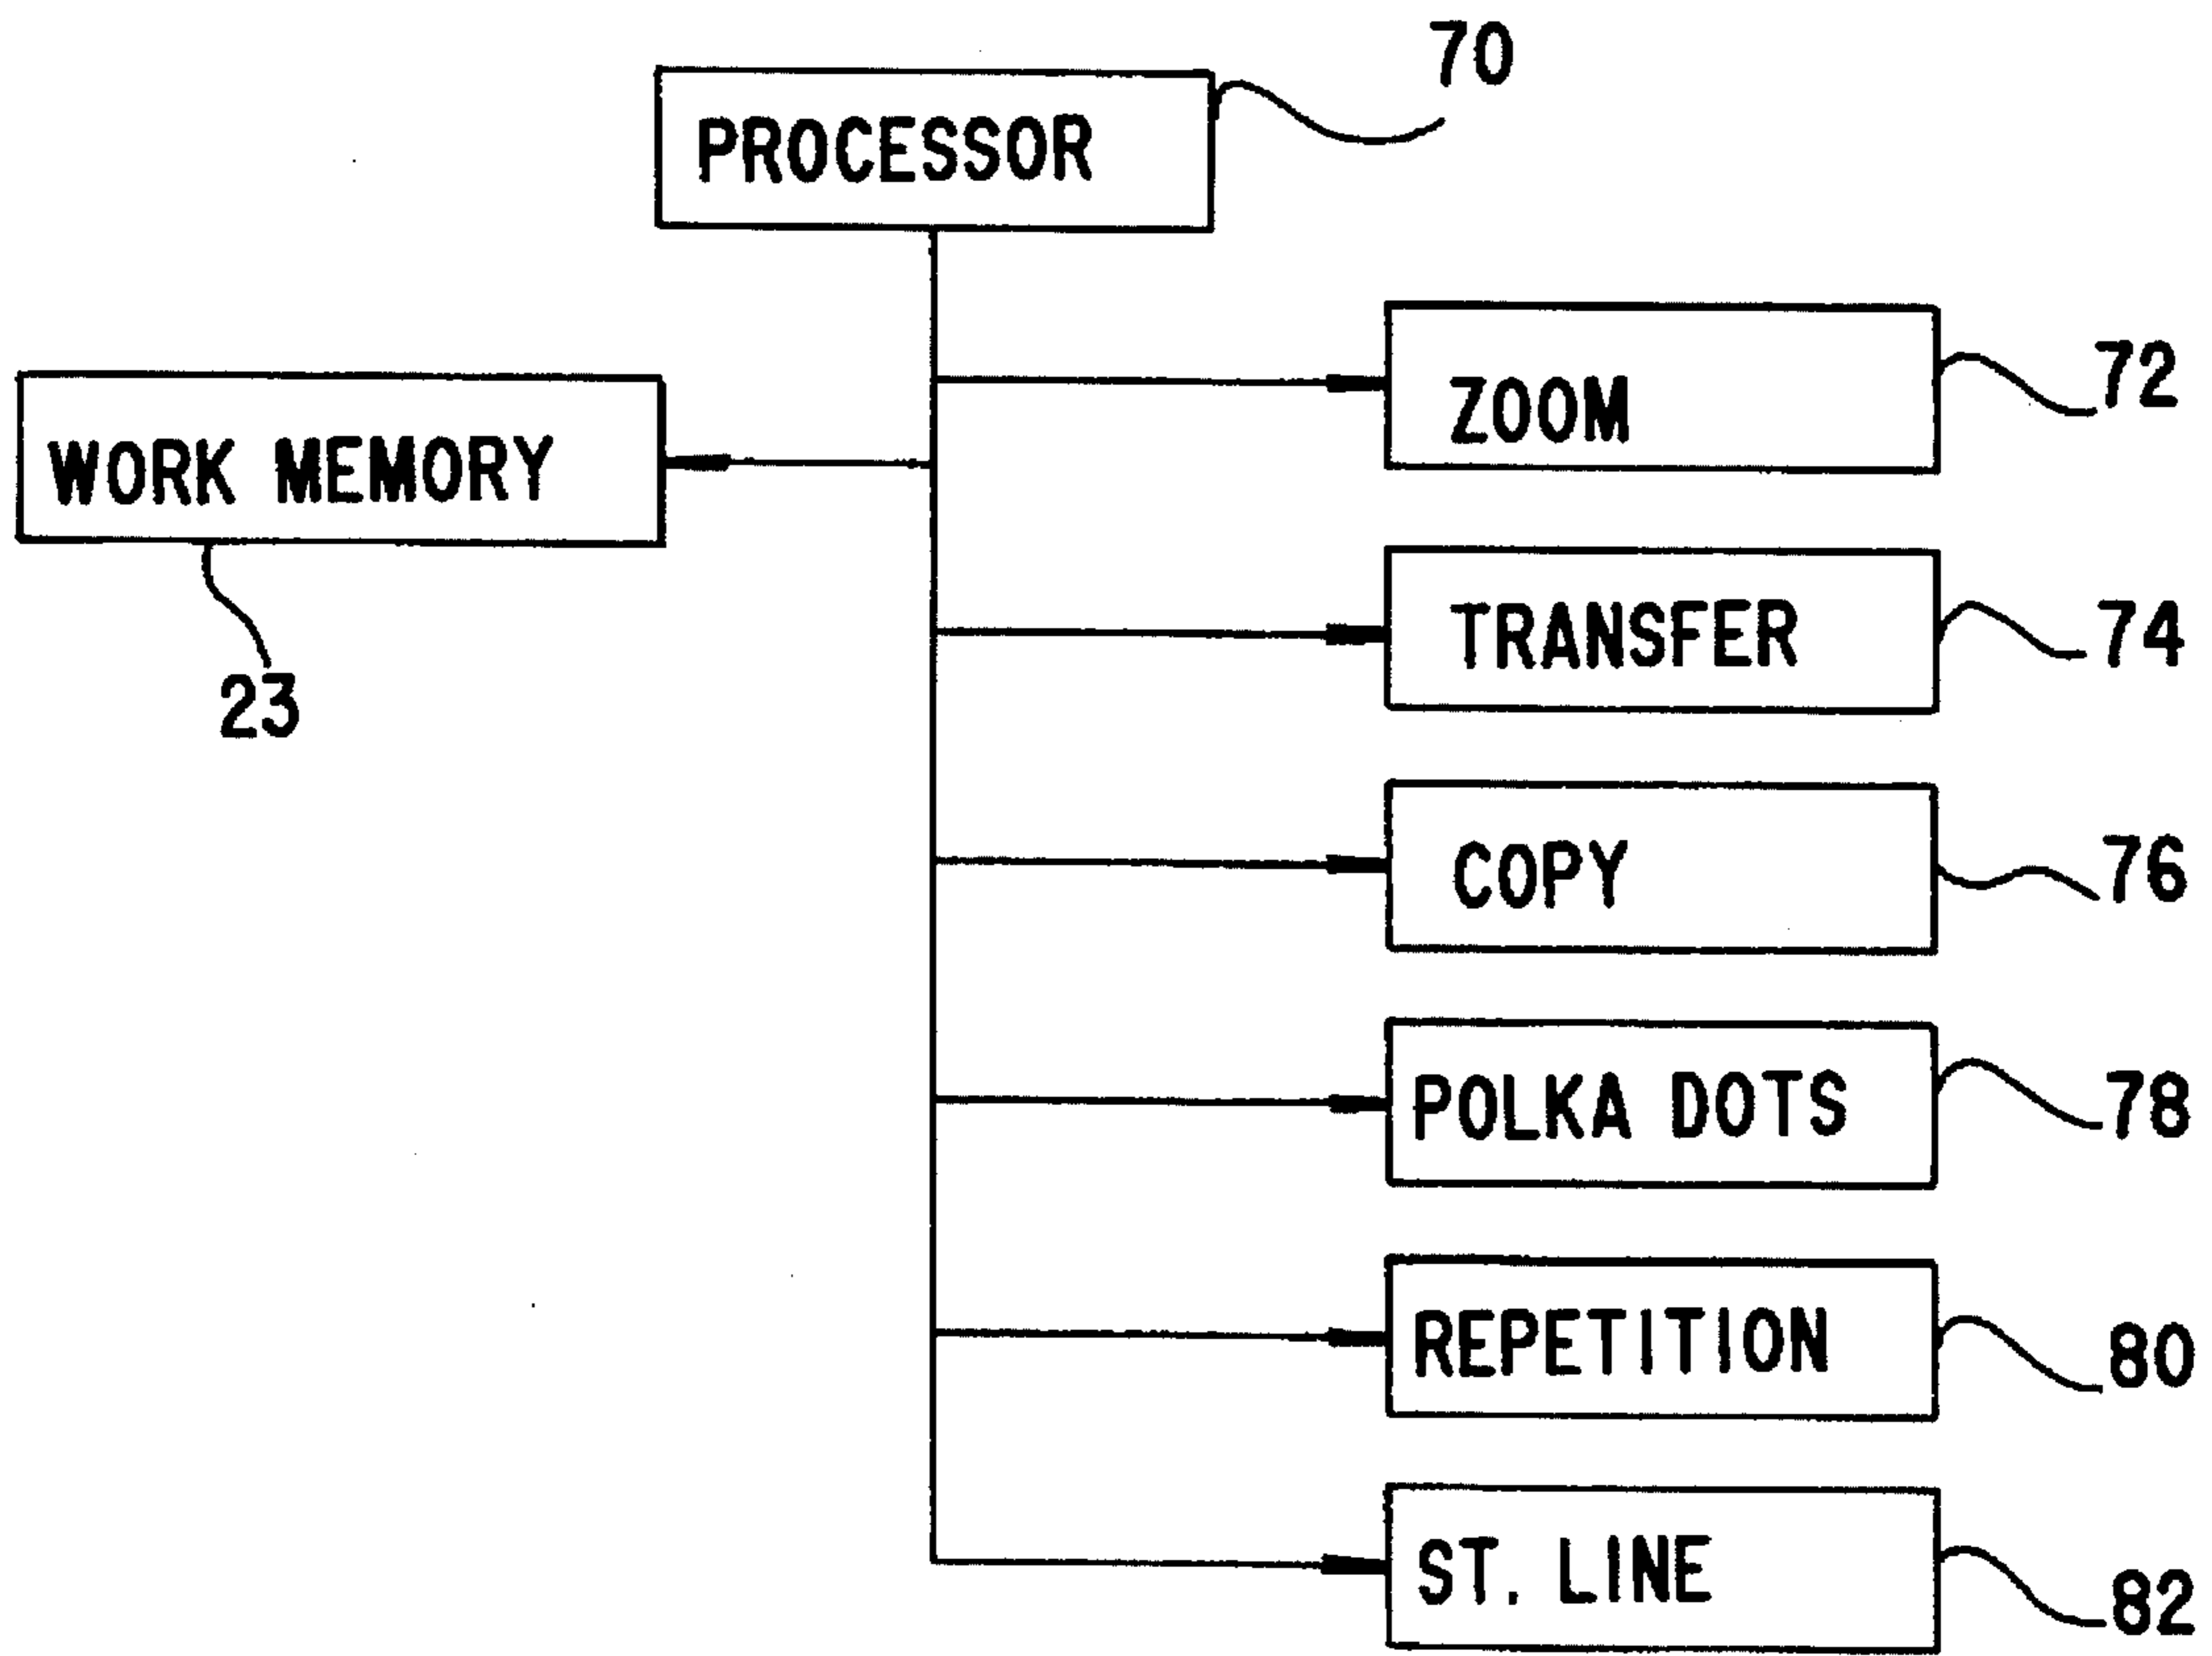 70
PROCESSOR
ZOOM
72
WORK MEMORY
23
TRANSFER
74
COPY
76
POLKA DOTS
78
REPETITION
80
ST. LINE
82